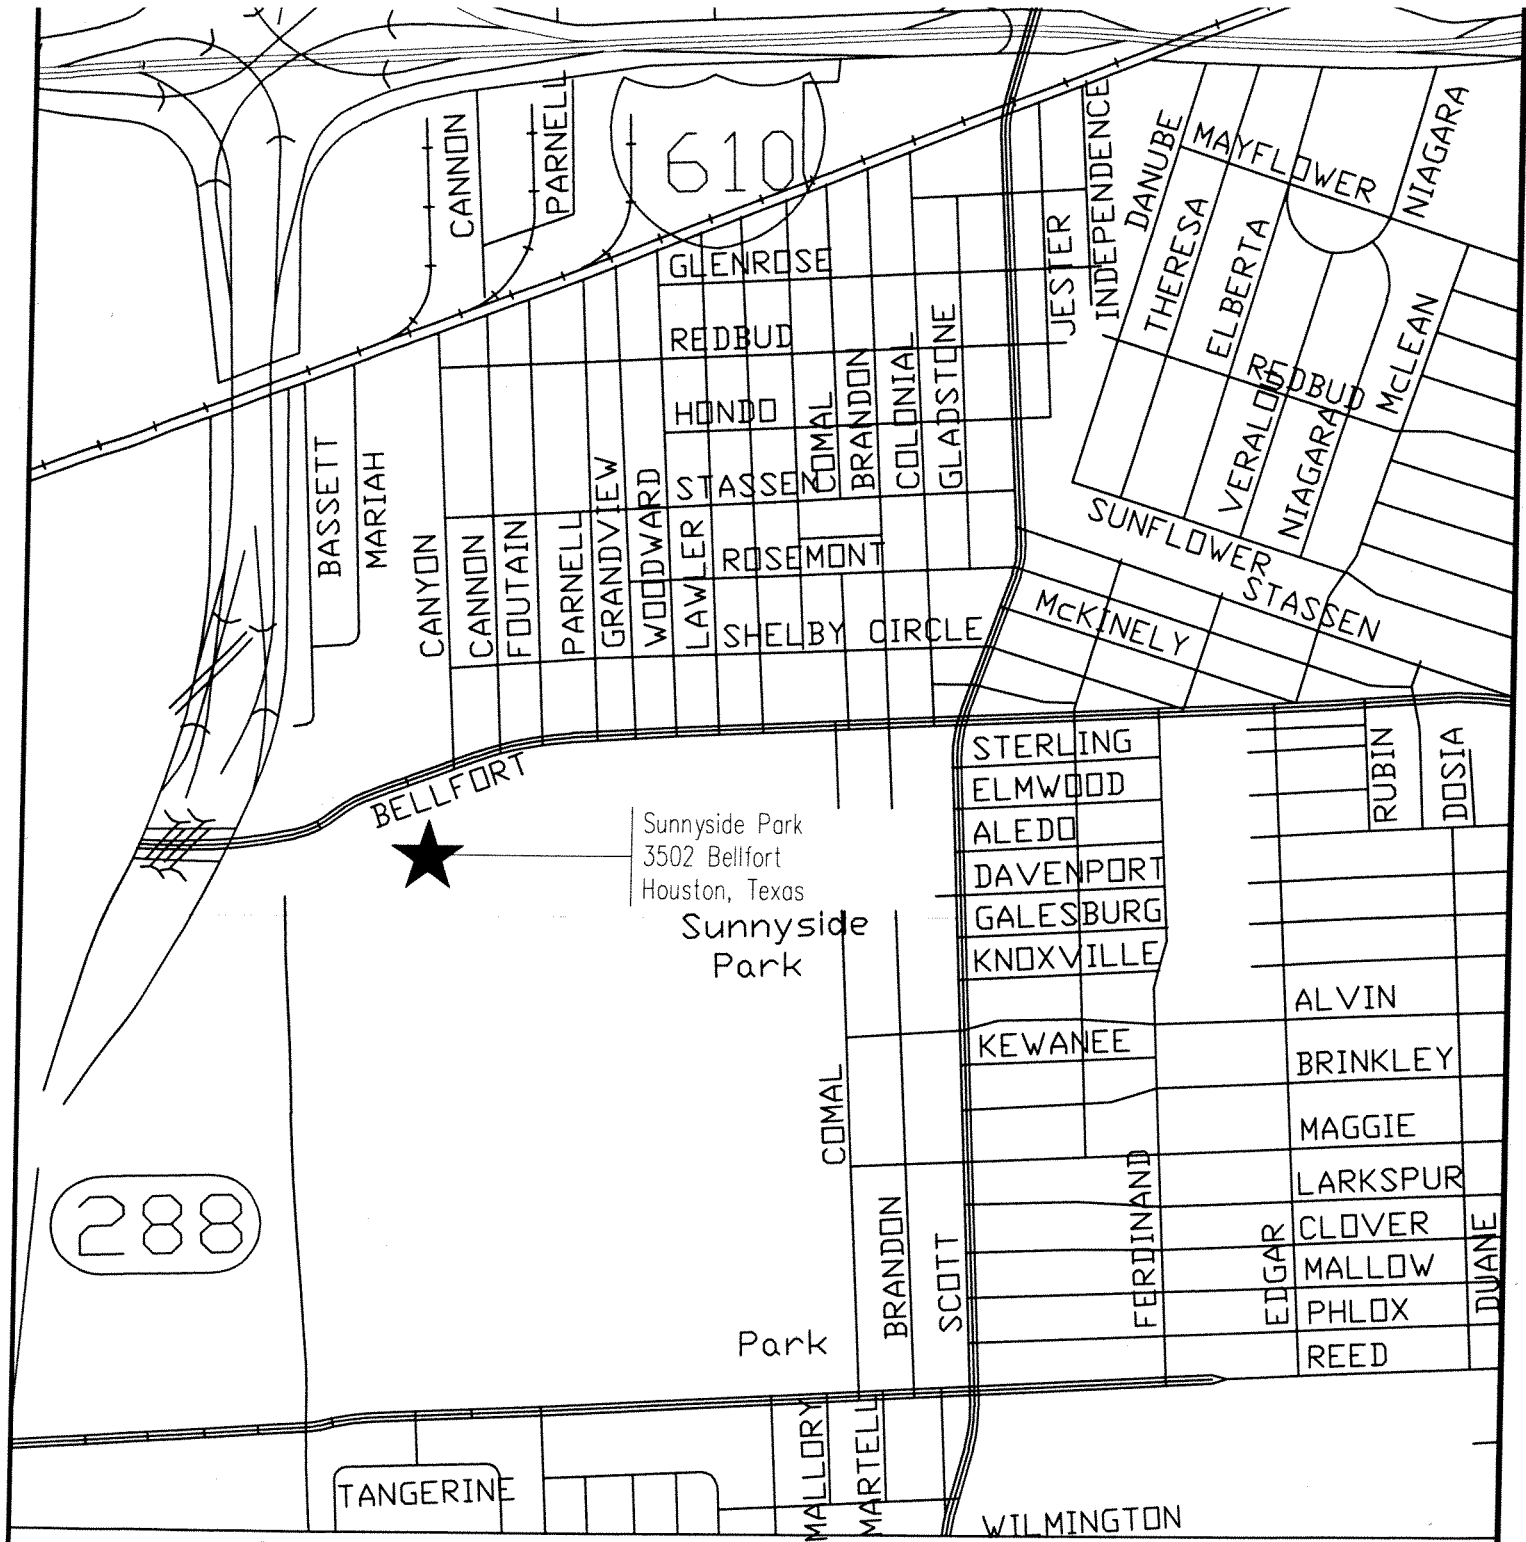 610
CANNON
PARNELL
INDEPENDENCE
DANUBE
MAYFLOWER
NIAGARA
JESTER
THERESA
ELBERTA
McLEAN
GLENROSE
REDBUD
HONDO
STASSEN
ROSEMONT
SHELBY CIRCLE
COMAL
BRANDON
COLONIAL
GLADSTONE
REDBUD
VERALOS
NIAGARA
SUNFLOWER
STASSEN
McKINELY
BASSETT
MARIAH
CANYON
CANNON
FOUTAIN
PARNELL
GRANDVIEW
WOODWARD
LAWLER
BELLFORT
Sunnyside Park
3502 Bellfort
Houston, Texas
Sunnyside
Park
STERLING
ELMWOOD
ALEDO
DAVENPORT
GALESBURG
KNOXVILLE
KEWANEE
RUBIN
DOSIA
ALVIN
BRINKLEY
MAGGIE
LARKSPUR
CLOVER
MALLOW
PHLOX
REED
COMAL
BRANDON
SCOTT
FERDINAND
EDGAR
DUANE
288
Park
TANGERINE
MALLORY
MARTELL
WILMINGTON